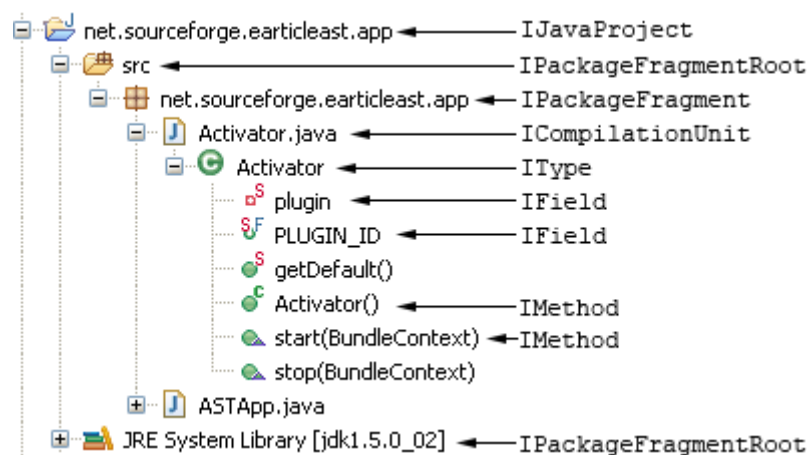 net.sourceforge.earticleast.app IJavaProject
src IPackageFragmentRoot
net.sourceforge.earticleast.app IPackageFragment
Activator.java ICompilationUnit
Activator IType
plugin IField
PLUGIN_ID IField
getDefault()
Activator() IMethod
start(BundleContext) IMethod
stop(BundleContext)
ASTApp.java
JRE System Library [jdk1.5.0_02] IPackageFragmentRoot